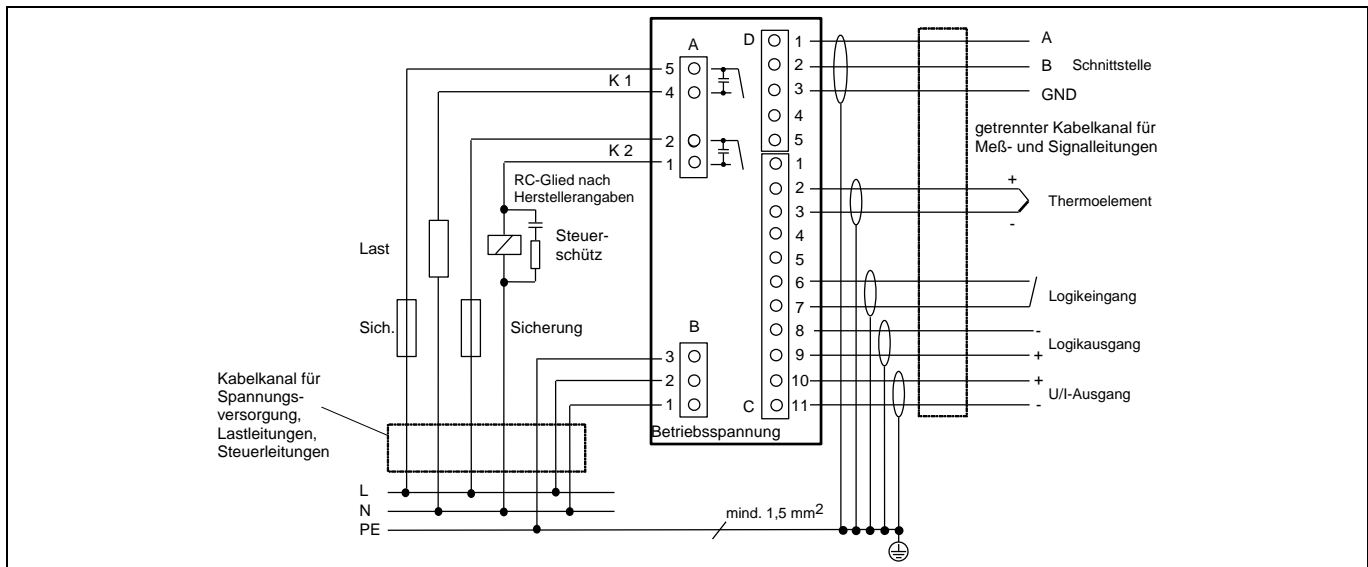 A
5
4
2
1
K 1
K 2
D
1
2
3
4
5
1
2
3
4
5
6
7
8
9
10
11
C
B
3
2
1
Betriebsspannung
RC-Glied nach
Herstellerangaben
Steuer-
schütz
Last
Sich.
Sicherung
Kabelkanal für
Spannungs-
versorgung,
Lastleitungen,
Steuerleitungen
L
N
PE
mind. 1,5 mm2
A
B
Schnittstelle
GND
getrennter Kabelkanal für
Meß- und Signalleitungen
+
Thermoelement
-
Logikeingang
-
Logikausgang
+
+
U/I-Ausgang
-